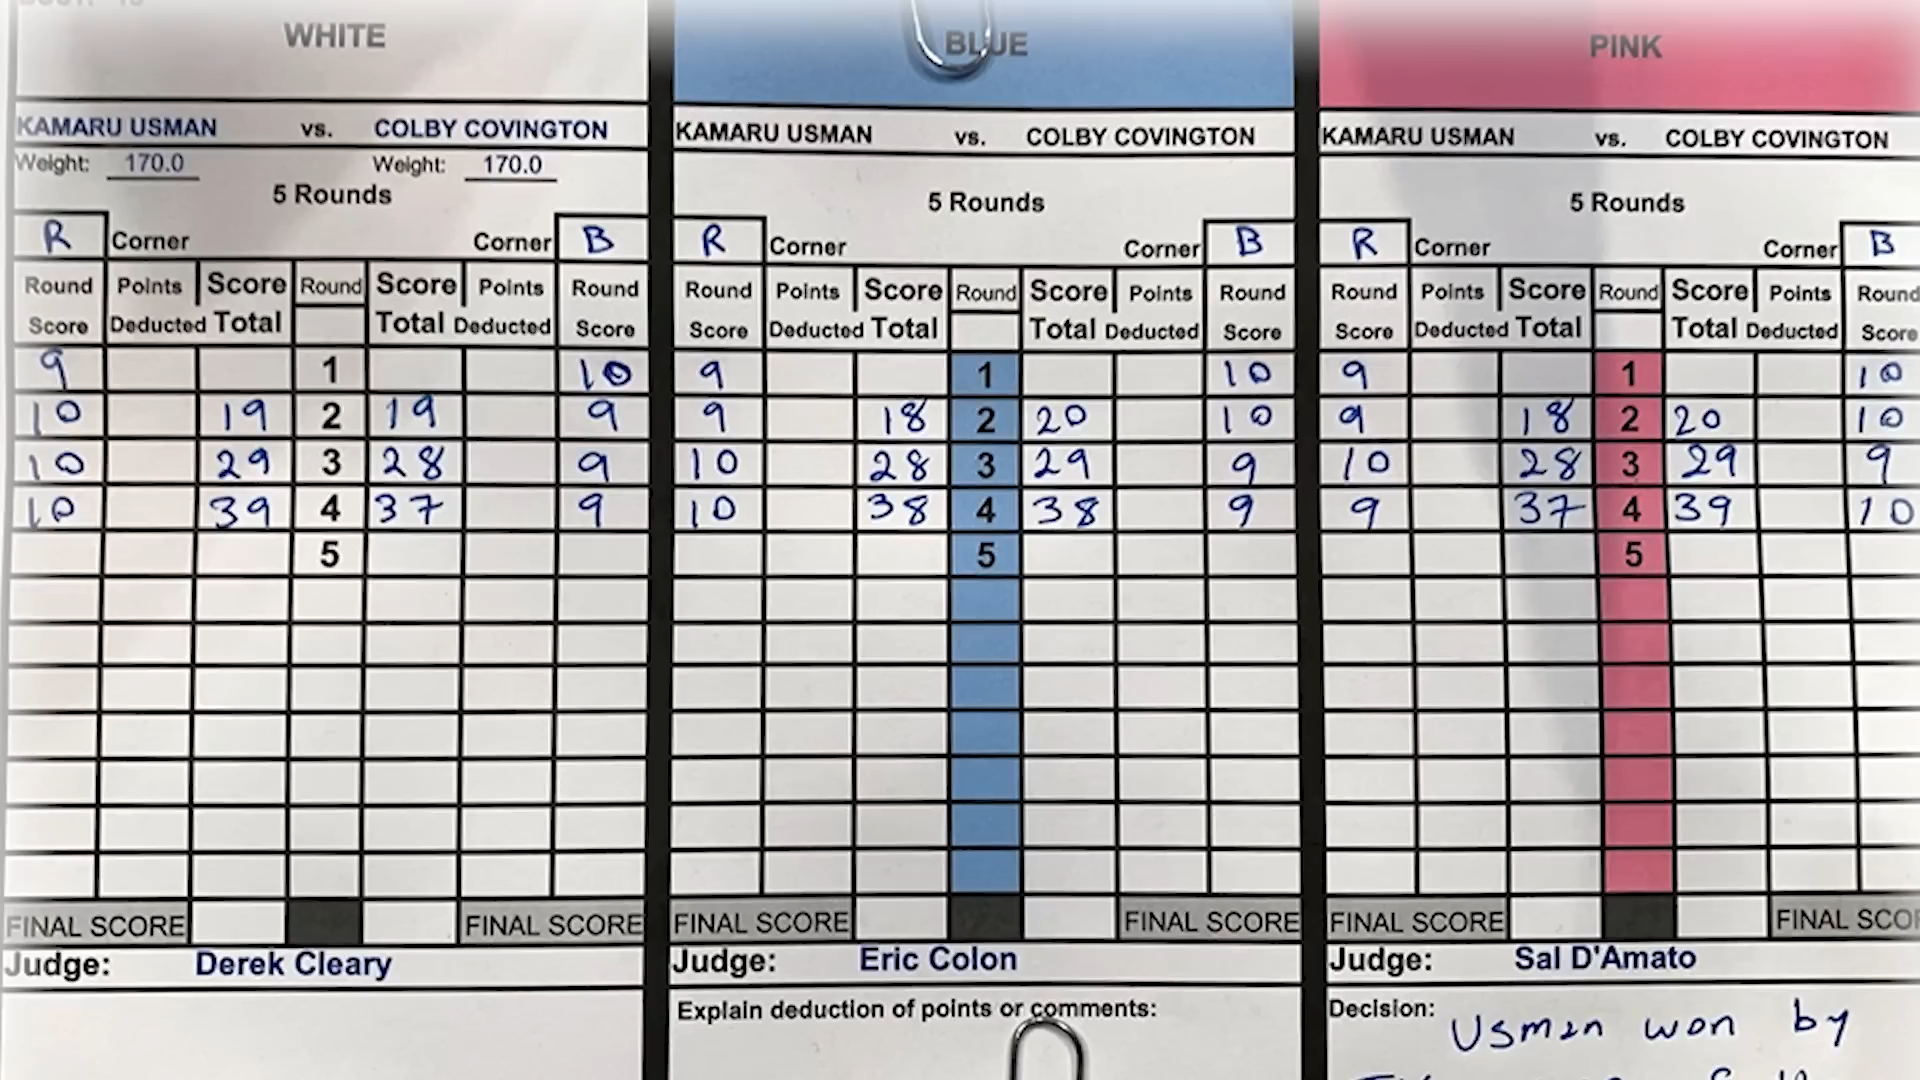 WHITE BLUE PINK
KAMARU USMAN vs. COLBY COVINGTON KAMARU USMAN vs. COLBY COVINGTON KAMARU USMAN vs. COLBY COVINGTON
Weight: 170.0 Weight: 170.0
5 Rounds 5 Rounds 5 Rounds
R Corner Corner B R Corner Corner B R Corner Corner B
Round Points Score Round Score Points Round Round Points Score Round Score Points Round Round Points Score Round Score Points Round
Score Deducted Total Total Deducted Score Score Deducted Total Total Deducted Score Score Deducted Total Total Deducted Score
9 1 10 9 1 10 9 1 10
10 19 2 19 9 9 18 2 20 10 9 18 2 20 10
10 29 3 28 9 10 28 3 29 9 10 28 3 29 9
10 39 4 37 9 10 38 4 38 9 9 37 4 39 10
5 5 5
FINAL SCORE FINAL SCORE FINAL SCORE FINAL SCORE FINAL SCORE FINAL SCO
Judge: Derek Cleary Judge: Eric Colon Judge: Sal D'Amato
Explain deduction of points or comments: Decision: Usman won by